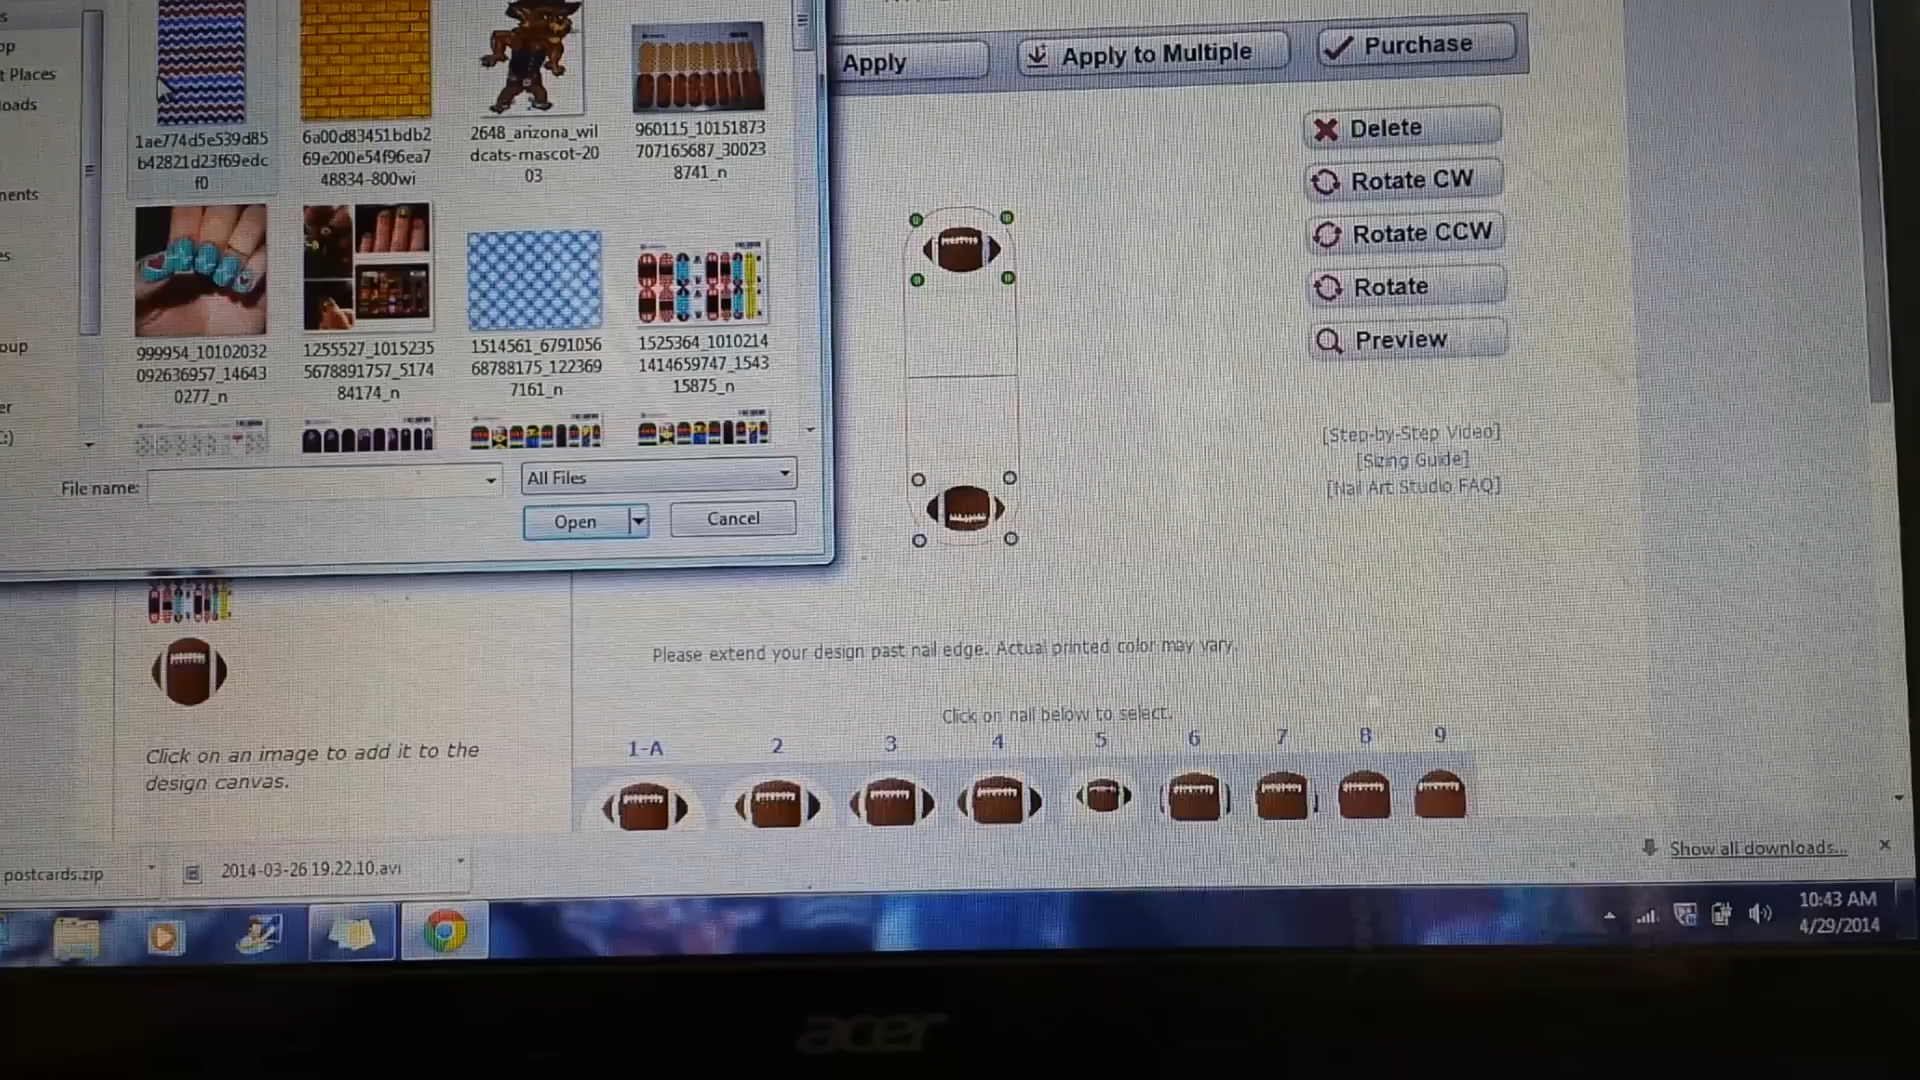 t Places
1ae774d5e539d85
b42821d23f69edc
f0
6a00d83451bdb2
69e200e54f96ea7
48834-800wi
2648_arizona_wil
dcats-mascot-20
03
960115_10151873
707165687_30023
8741_n
999954_10102032
092636957_14643
0277_n
1255527_1015235
5678891757_5174
84174_n
1514561_6791056
68788175_122369
7161_n
1525364_1010214
1414659747_1543
15875_n
File name:
All Files
Open
Cancel
Apply
Apply to Multiple
Purchase
Delete
Rotate CW
Rotate CCW
Rotate
Preview
[Step-by-Step Video]
[Sizing Guide]
[Nail Art Studio FAQ]
Please extend your design past nail edge. Actual printed color may vary.
Click on nail below to select.
1-A 2 3 4 5 6 7 8 9
Click on an image to add it to the
design canvas.
postcards.zip
2014-03-26 19.22.10.avi
Show all downloads...
10:43 AM
4/29/2014
acer